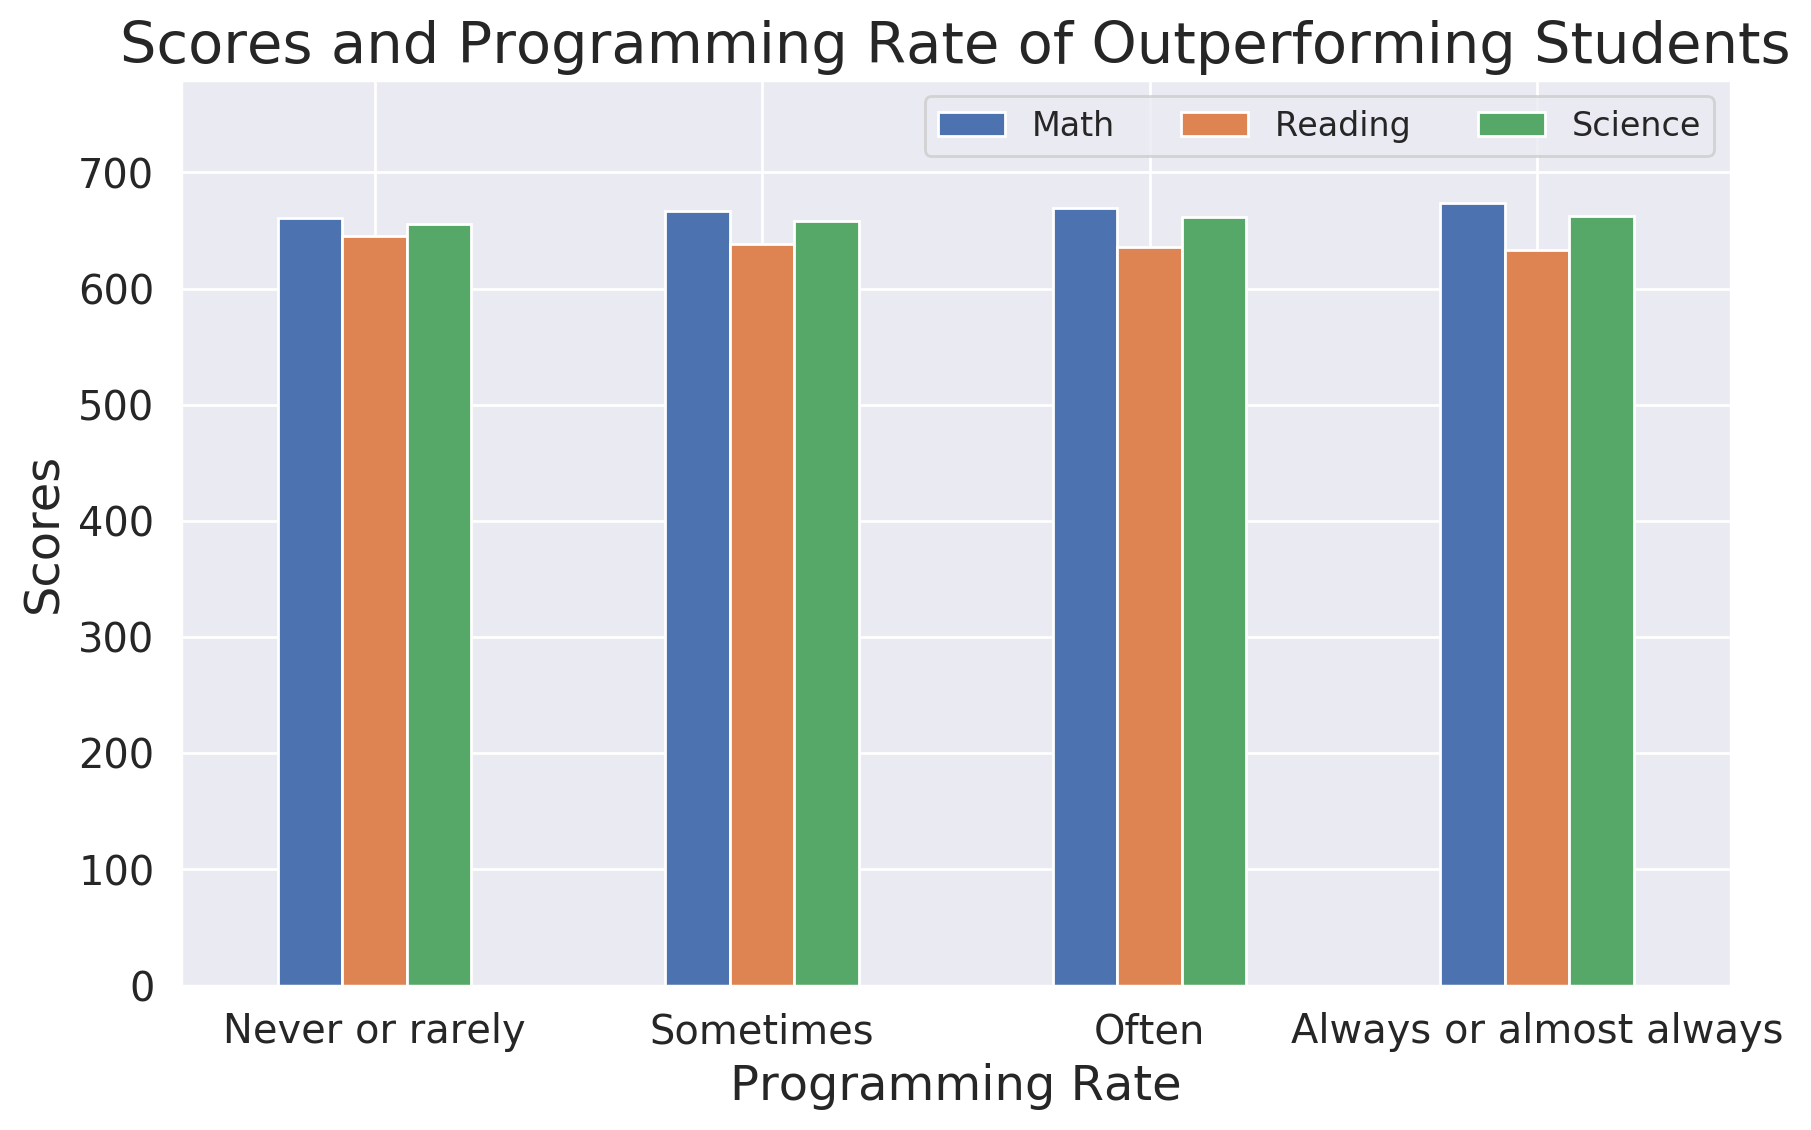 Scores and Programming Rate of Outperforming Students
Math Reading Science
700
600
500
400
300
200
100
0
Scores
Never or rarely Sometimes Often Always or almost always
Programming Rate